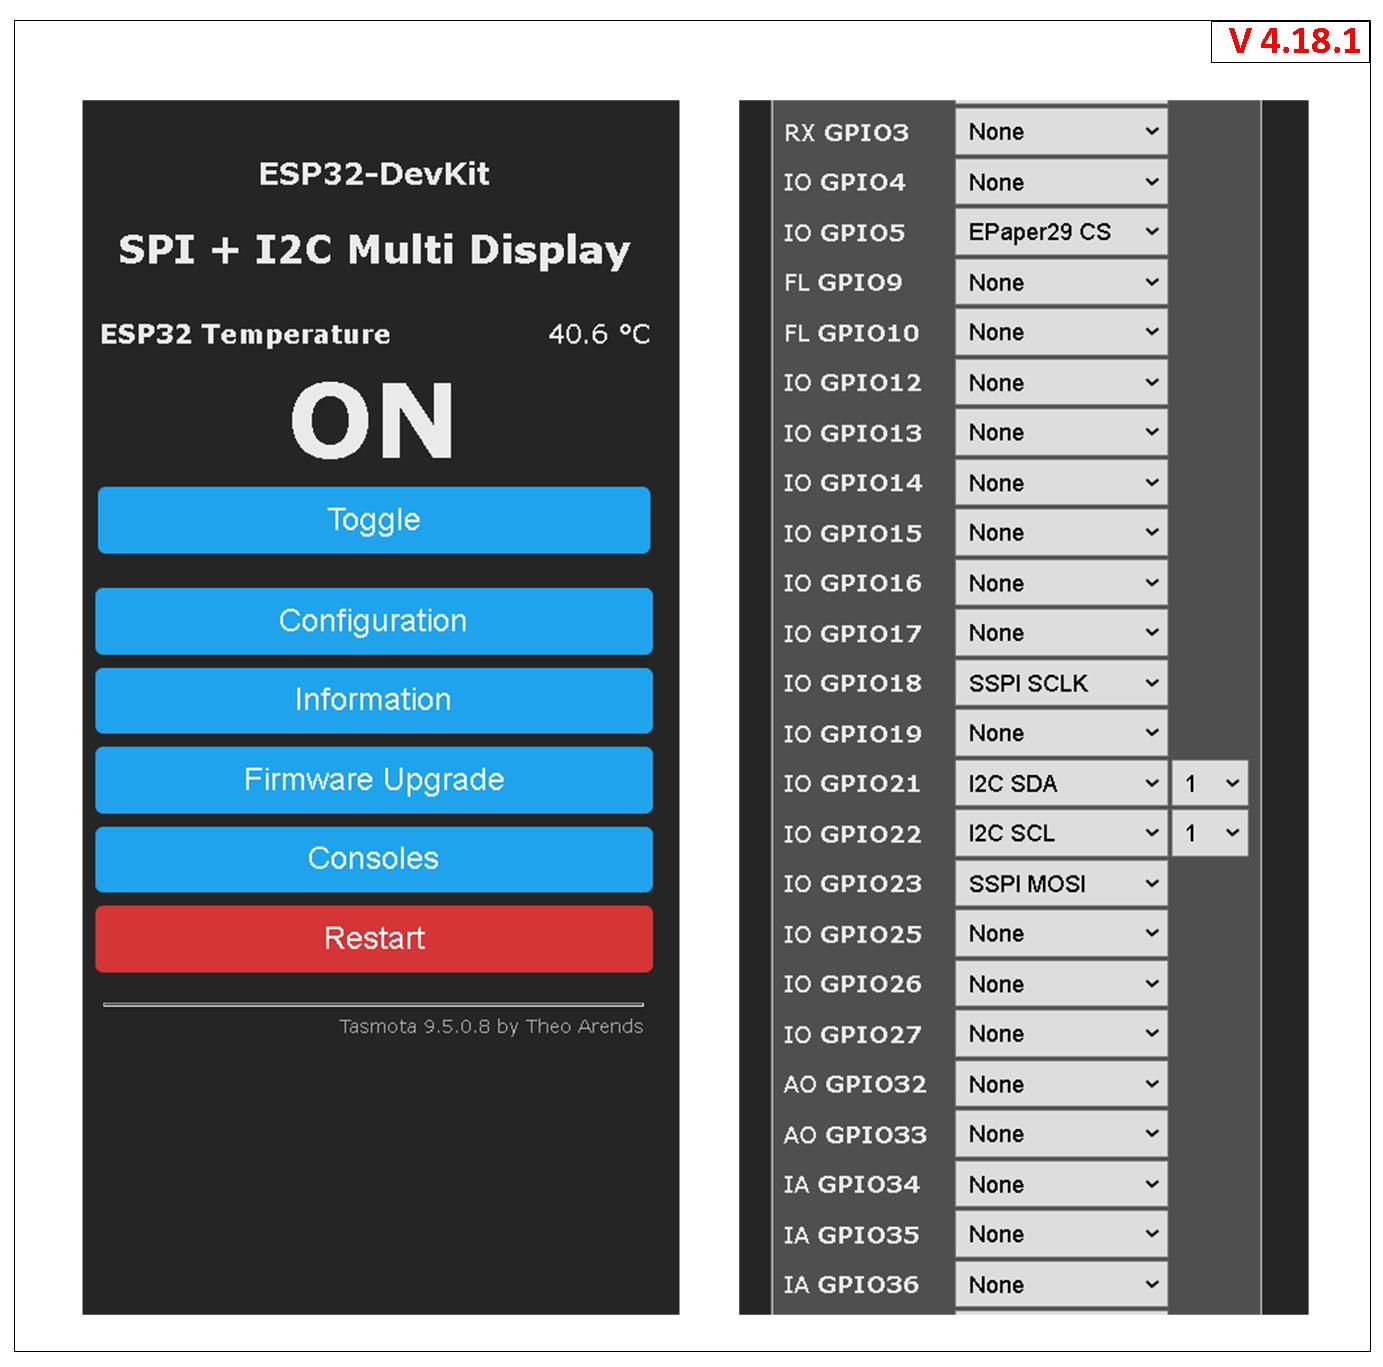 V 4.18.1
ESP32-DevKit
SPI + I2C Multi Display
ESP32 Temperature 40.6 °C
ON
Toggle
Configuration
Information
Firmware Upgrade
Consoles
Restart
Tasmota 9.5.0.8 by Theo Arends
RX GPIO3 None
IO GPIO4 None
IO GPIO5 EPaper29 CS
FL GPIO9 None
FL GPIO10 None
IO GPIO12 None
IO GPIO13 None
IO GPIO14 None
IO GPIO15 None
IO GPIO16 None
IO GPIO17 None
IO GPIO18 SSPI SCLK
IO GPIO19 None
IO GPIO21 I2C SDA 1
IO GPIO22 I2C SCL 1
IO GPIO23 SSPI MOSI
IO GPIO25 None
IO GPIO26 None
IO GPIO27 None
AO GPIO32 None
AO GPIO33 None
IA GPIO34 None
IA GPIO35 None
IA GPIO36 None